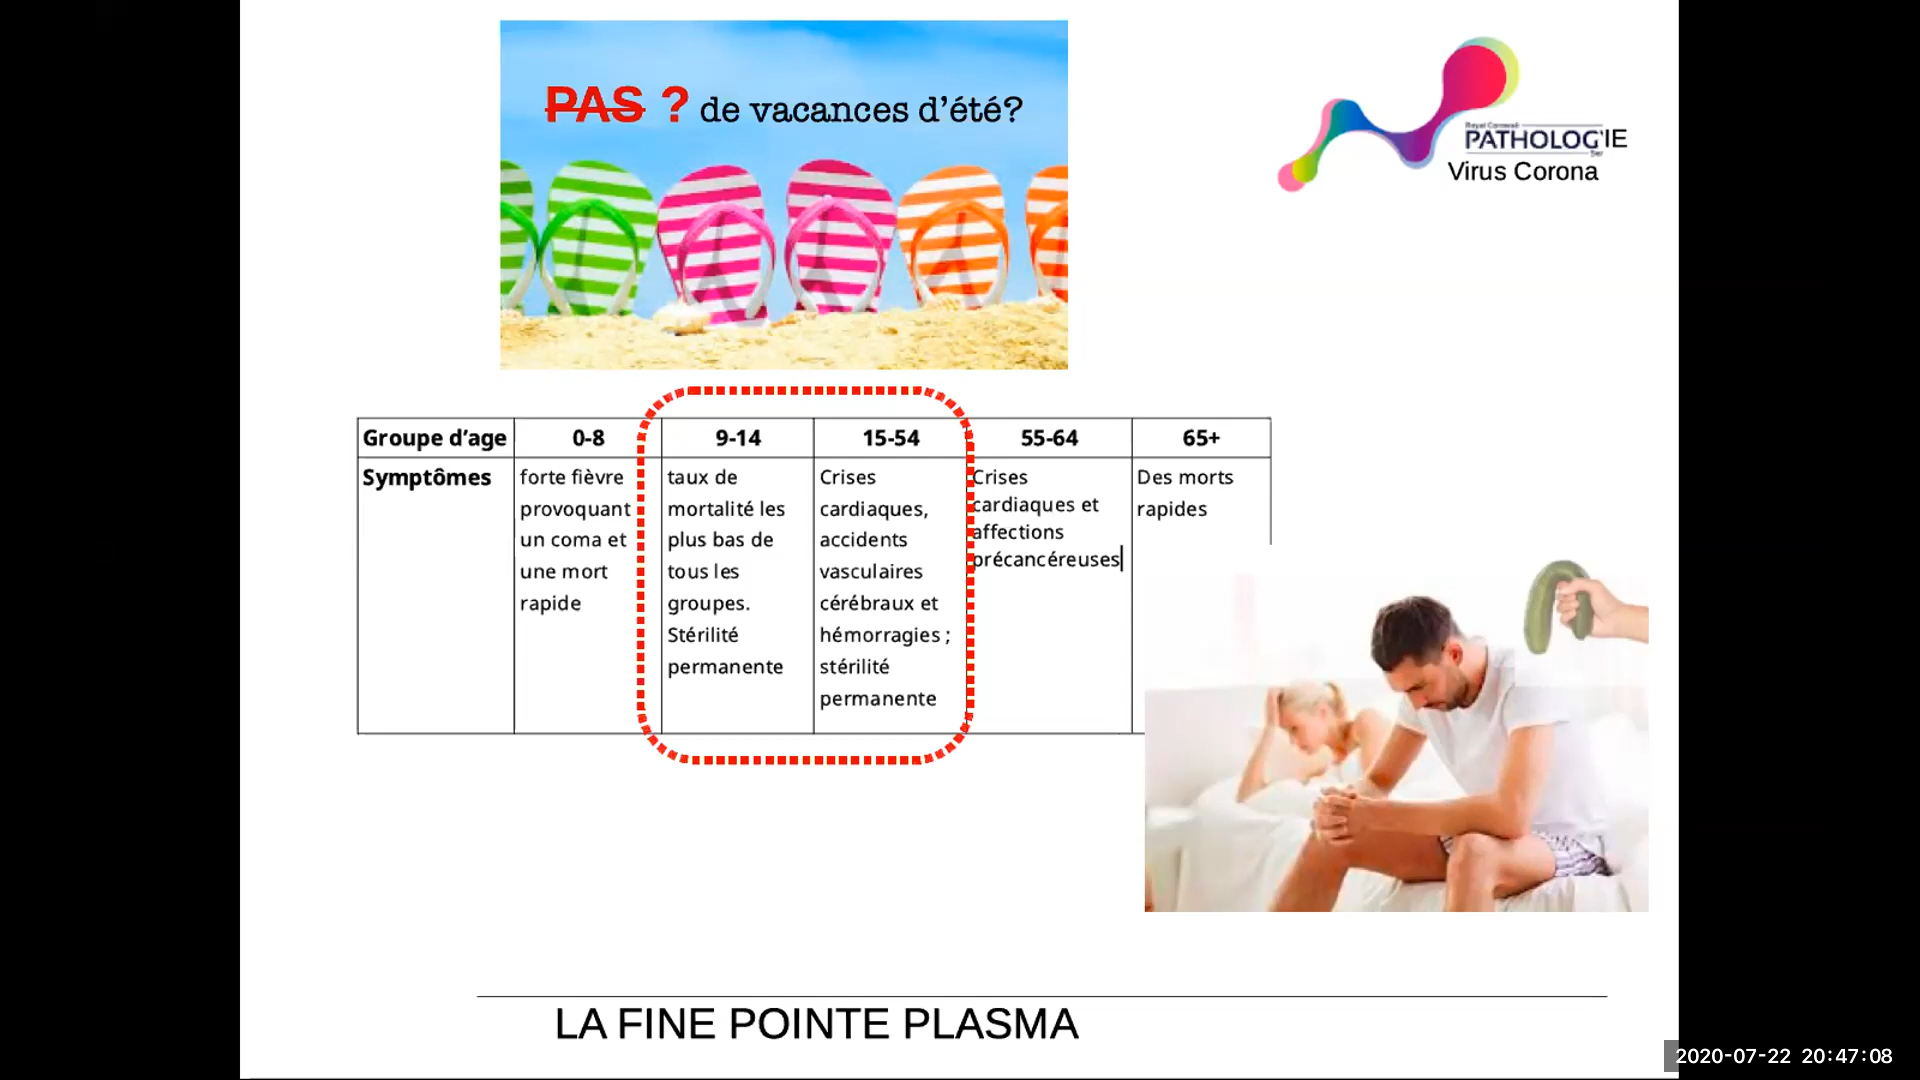 PAS ? de vacances d'été?
Royal Cornwall
PATHOLOG'IE
Virus Corona
Groupe d'age 0-8 9-14 15-54 55-64 65+
Symptômes
forte fièvre
provoquant
un coma et
une mort
rapide
taux de
mortalité les
plus bas de
tous les
groupes.
Stérilité
permanente
Crises
cardiaques,
accidents
vasculaires
cérébraux et
hémorragies ;
stérilité
permanente
Crises
cardiaques et
affections
précancéreuses
Des morts
rapides
LA FINE POINTE PLASMA
2020-07-22 20:47:08